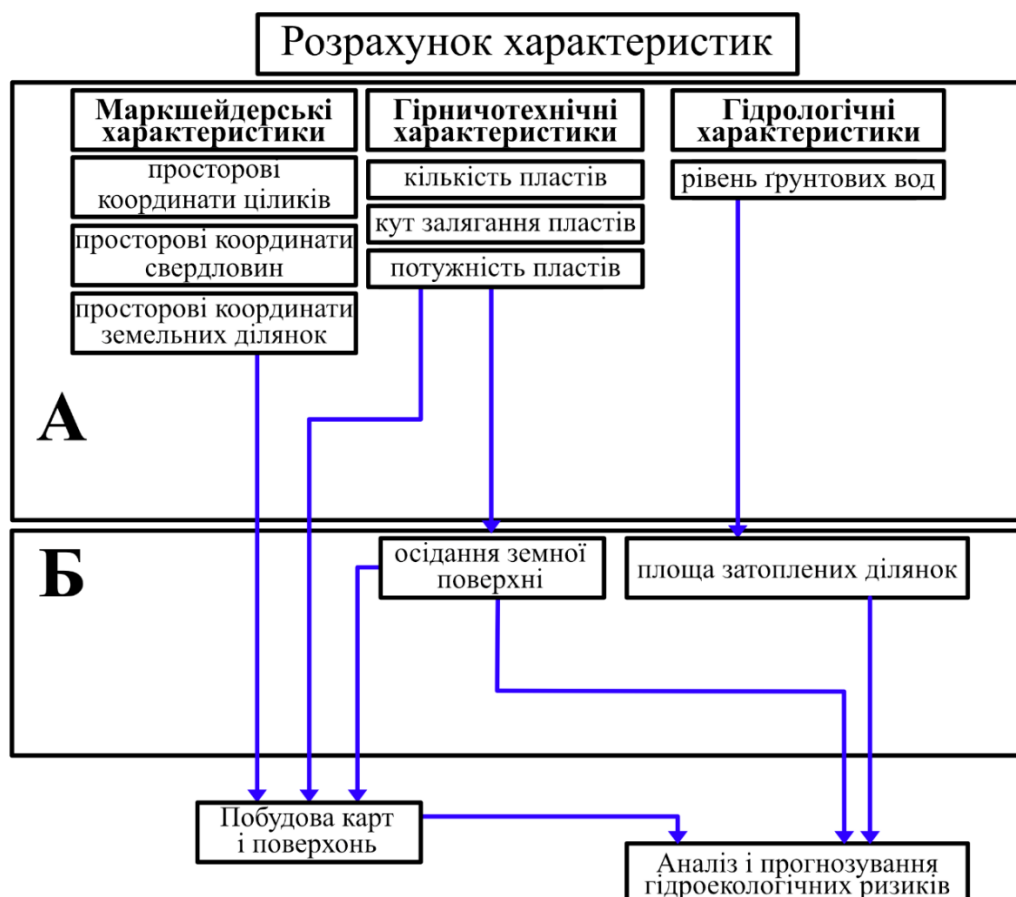 Розрахунок характеристик
Маркшейдерські
характеристики
просторові
координати ціликів
просторові координати
свердловин
просторові координати
земельних ділянок
Гірничотехнічні
характеристики
кількість пластів
кут залягання пластів
потужність пластів
Гідрологічні
характеристики
рівень ґрунтових вод
А
Б
осідання земної
поверхні
площа затоплених ділянок
Побудова карт
і поверхонь
Аналіз і прогнозування
гідроекологічних ризиків